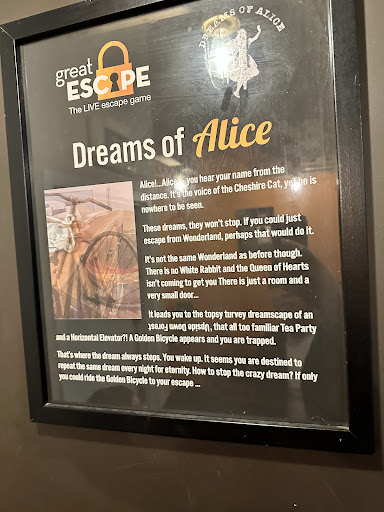 DREAMS OF ALICE
great
ESCAPE
The LIVE escape game
Dreams of Alice
Alice!...Alice!... you hear your name from the
distance. It's the voice of the Cheshire Cat, yet he is
nowhere to be seen.
These dreams, they won't stop. If you could just
escape from Wonderland, perhaps that would do it.
It's not the same Wonderland as before though.
There is no White Rabbit and the Queen of Hearts
isn't coming to get you There is just a room and a
very small door...
It leads you to the topsy turvey dreamscape of an
Upside Down Forest, that all too familiar Tea Party
and a Horizontal Elevator?! A Golden Bicycle appears and you are trapped.
That's where the dream always stops. You wake up. It seems you are destined to
repeat the same dream every night for eternity. How to stop the crazy dream? If only
you could ride the Golden Bicycle to your escape ...